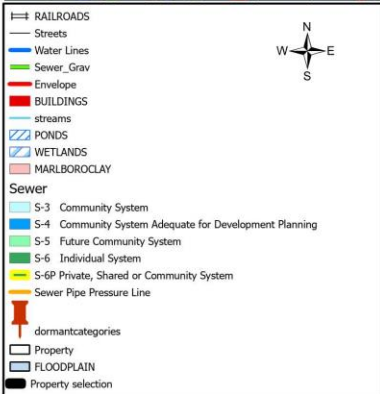 RAILROADS
Streets
Water Lines
Sewer_Grav
Envelope
BUILDINGS
streams
PONDS
WETLANDS
MARLBOROCLAY
N
W E
S
Sewer
S-3 Community System
S-4 Community System Adequate for Development Planning
S-5 Future Community System
S-6 Individual System
S-6P Private, Shared or Community System
Sewer Pipe Pressure Line
dormantcategories
Property
FLOODPLAIN
Property selection